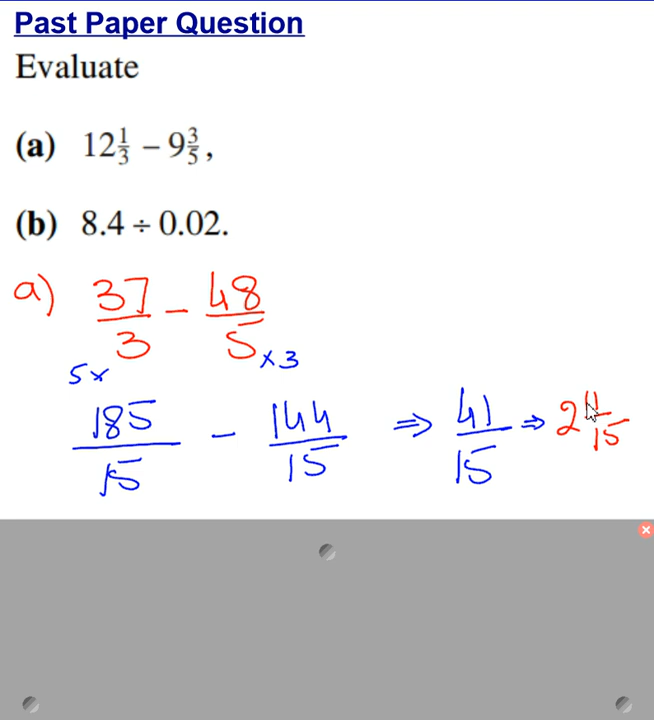 Past Paper Question
Evaluate
(a) 12⅓ − 9⅗,
(b) 8.4 ÷ 0.02.
a) 37/3 − 48/5
5× ×3
185/15 − 144/15 ⇒ 41/15 ⇒ 2 11/15